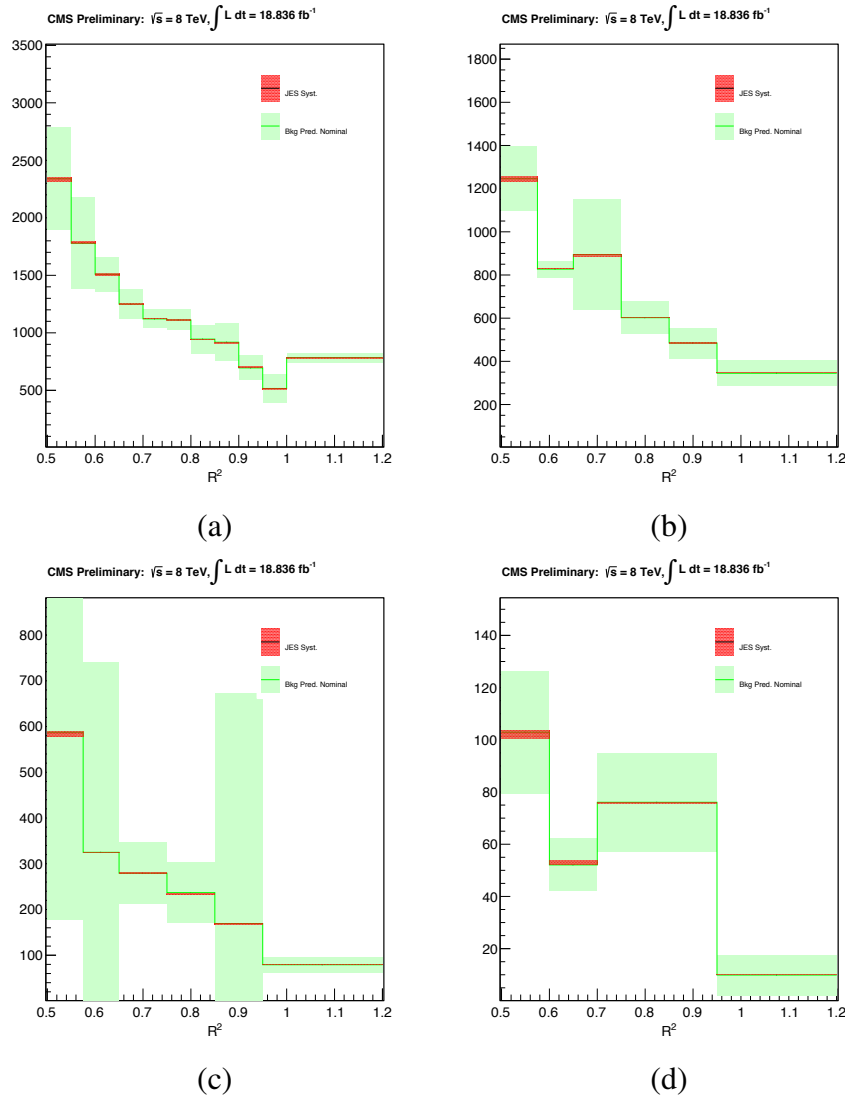 CMS Preliminary: √s = 8 TeV, ∫ L dt = 18.836 fb⁻¹
3500
3000
2500
2000
1500
1000
500
JES Syst.
Bkg Pred. Nominal
0.5 0.6 0.7 0.8 0.9 1 1.1 1.2
R²
(a)
CMS Preliminary: √s = 8 TeV, ∫ L dt = 18.836 fb⁻¹
1800
1600
1400
1200
1000
800
600
400
200
JES Syst.
Bkg Pred. Nominal
0.5 0.6 0.7 0.8 0.9 1 1.1 1.2
R²
(b)
CMS Preliminary: √s = 8 TeV, ∫ L dt = 18.836 fb⁻¹
800
700
600
500
400
300
200
100
JES Syst.
Bkg Pred. Nominal
0.5 0.6 0.7 0.8 0.9 1 1.1 1.2
R²
(c)
CMS Preliminary: √s = 8 TeV, ∫ L dt = 18.836 fb⁻¹
140
120
100
80
60
40
20
JES Syst.
Bkg Pred. Nominal
0.5 0.6 0.7 0.8 0.9 1 1.1 1.2
R²
(d)